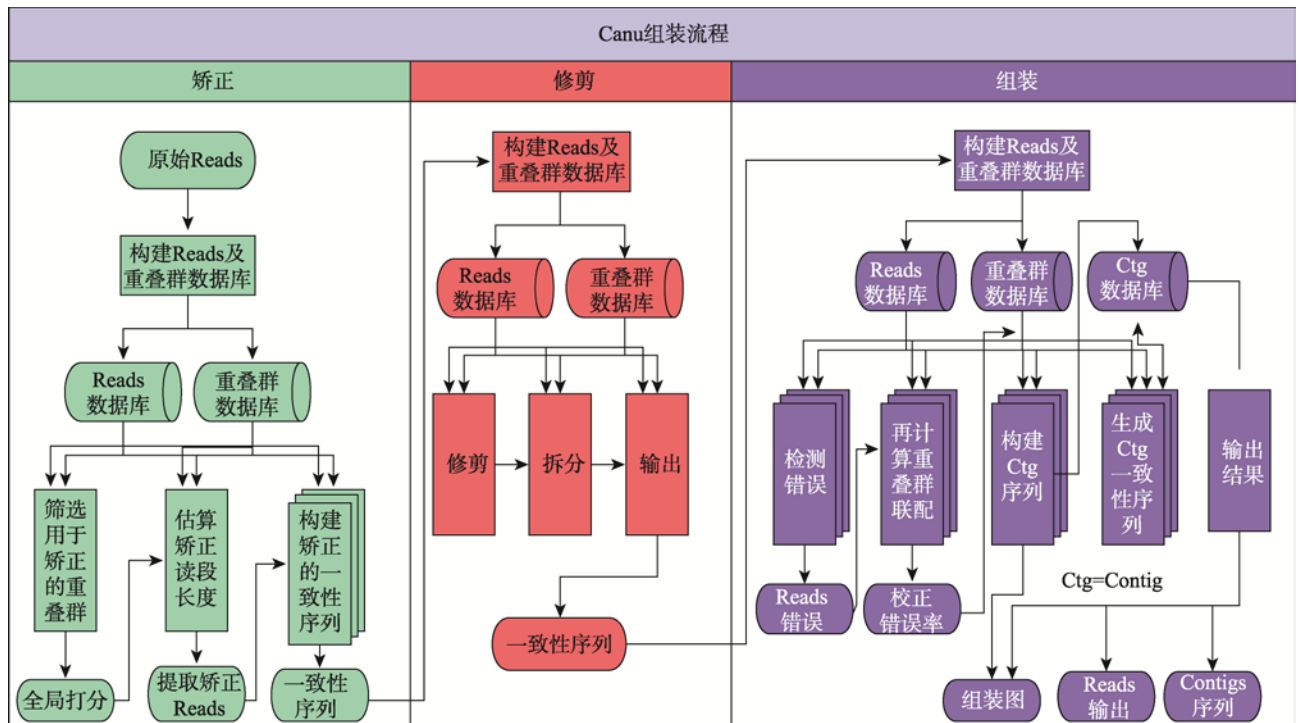 Canu组装流程
矫正
修剪
组装
原始Reads
构建Reads及
重叠群数据库
Reads
数据库
重叠群
数据库
筛选
用于
矫正
的重
叠群
估算
矫正
读段
长度
构建
矫正
的一
致性
序列
全局打分
提取矫正
Reads
一致性
序列
构建Reads及
重叠群数据库
Reads
数据库
重叠群
数据库
修剪
拆分
输出
一致性序列
构建Reads及
重叠群数据库
Reads
数据库
重叠群
数据库
Ctg
数据库
检测
错误
再计
算重
叠群
联配
构建
Ctg
序列
生成
Ctg
一致
性序
列
输出
结果
Reads
错误
校正
错误率
Ctg=Contig
组装图
Reads
输出
Contigs
序列